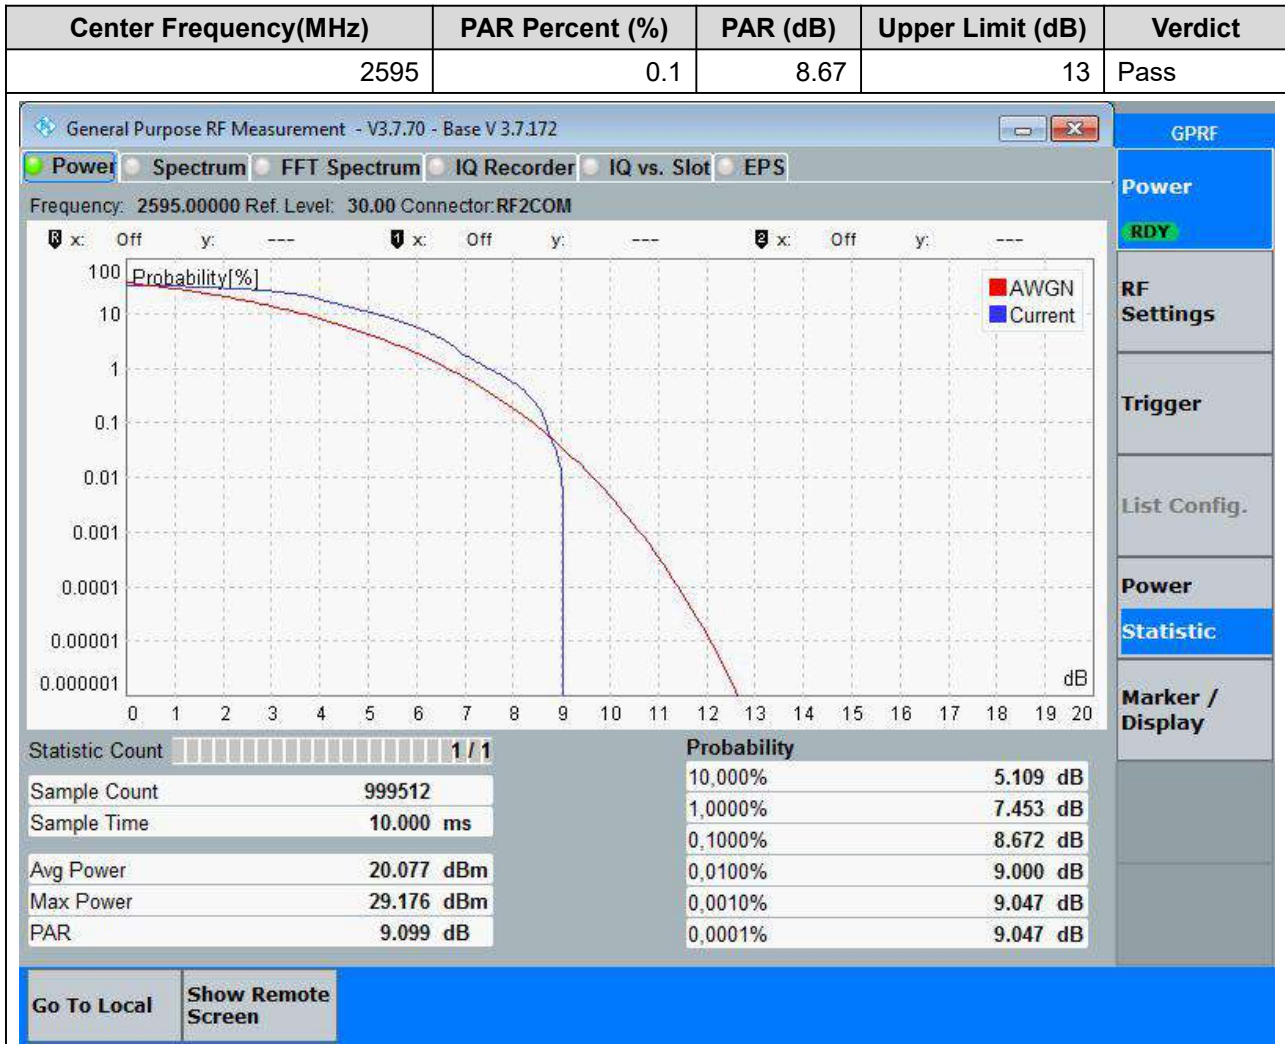 Center Frequency(MHz) PAR Percent (%) PAR (dB) Upper Limit (dB) Verdict
2595 0.1 8.67 13 Pass
General Purpose RF Measurement - V3.7.70 - Base V 3.7.172
GPRF
Power Spectrum FFT Spectrum IQ Recorder IQ vs. Slot EPS
Frequency: 2595.00000 Ref. Level: 30.00 Connector:RF2COM
R x: Off y: --- 1 x: Off y: --- 2 x: Off y: ---
Probability[%]
100
10
1
0.1
0.01
0.001
0.0001
0.00001
0.000001
AWGN
Current
dB
0 1 2 3 4 5 6 7 8 9 10 11 12 13 14 15 16 17 18 19 20
Statistic Count 1 / 1
Sample Count 999512
Sample Time 10.000 ms
Avg Power 20.077 dBm
Max Power 29.176 dBm
PAR 9.099 dB
Probability
10,000% 5.109 dB
1,0000% 7.453 dB
0,1000% 8.672 dB
0,0100% 9.000 dB
0,0010% 9.047 dB
0,0001% 9.047 dB
Power
RDY
RF
Settings
Trigger
List Config.
Power
Statistic
Marker /
Display
Go To Local
Show Remote
Screen